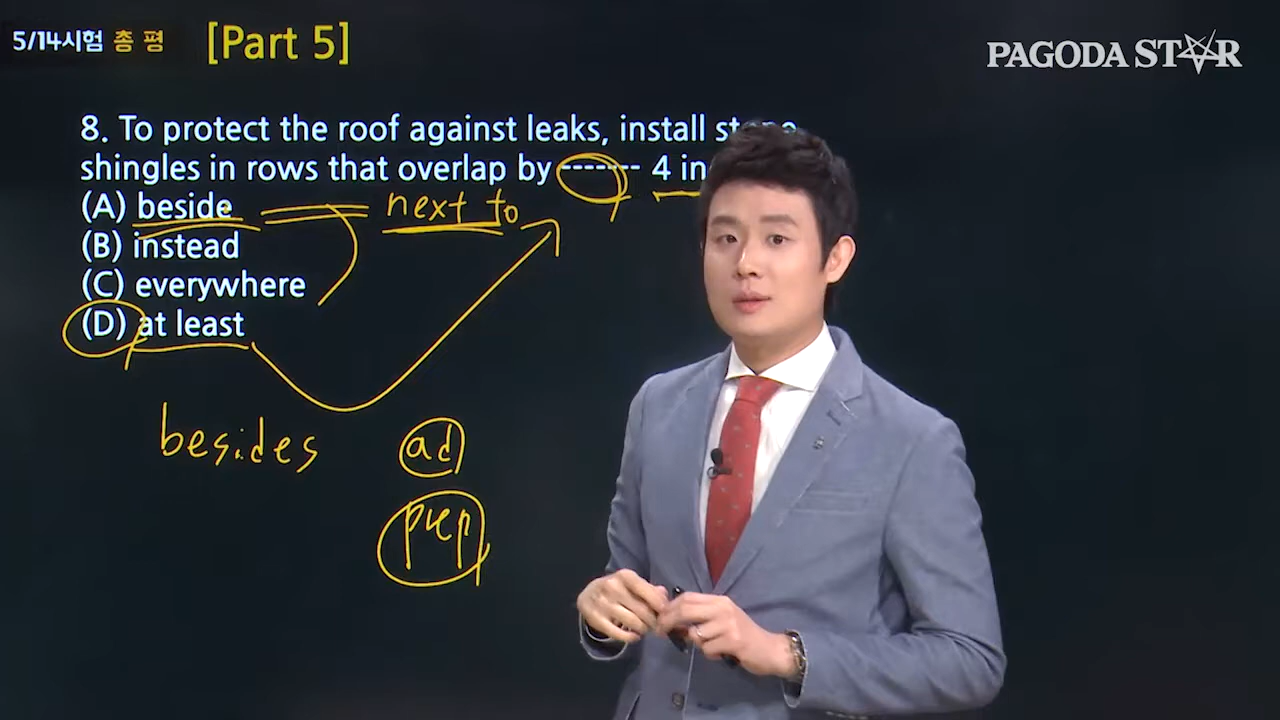 5/14시험 총 평 [Part 5]
PAGODA STAR
8. To protect the roof against leaks, install
shingles in rows that overlap by ------- 4
(A) beside = next to
(B) instead
(C) everywhere
(D) at least
besides ad
prep